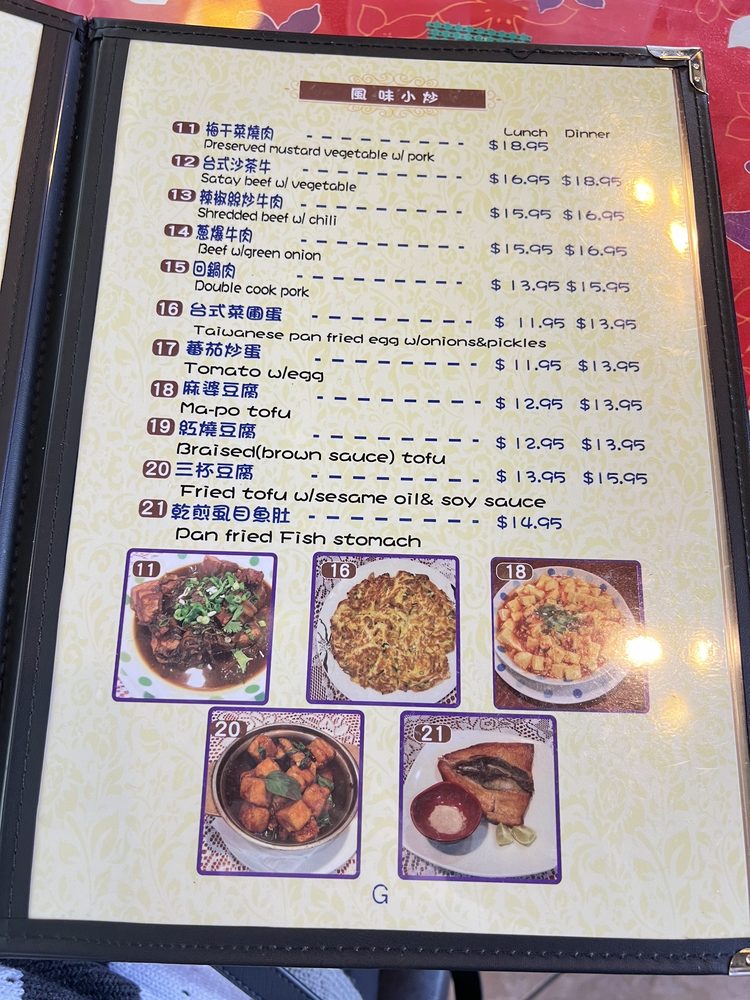 風味小炒
Lunch Dinner
11 梅干菜燒肉 $18.95
Preserved mustard vegetable w/ pork
12 台式沙茶牛 $16.95 $18.95
Satay beef w/ vegetable
13 辣椒絲炒牛肉 $15.95 $16.95
Shredded beef w/ chili
14 蔥爆牛肉 $15.95 $16.95
Beef w/green onion
15 回鍋肉 $13.95 $15.95
Double cook pork
16 台式菜圃蛋 $ 11.95 $13.95
Taiwanese pan fried egg w/onions&pickles
17 蕃茄炒蛋 $ 11.95 $13.95
Tomato w/egg
18 麻婆豆腐 $ 12.95 $13.95
Ma-po tofu
19 紅燒豆腐 $ 12.95 $13.95
Braised(brown sauce) tofu
20 三杯豆腐 $ 13.95 $15.95
Fried tofu w/sesame oil& soy sauce
21 乾煎虱目魚肚 $14.95
Pan fried Fish stomach
11 16 18
20 21
G